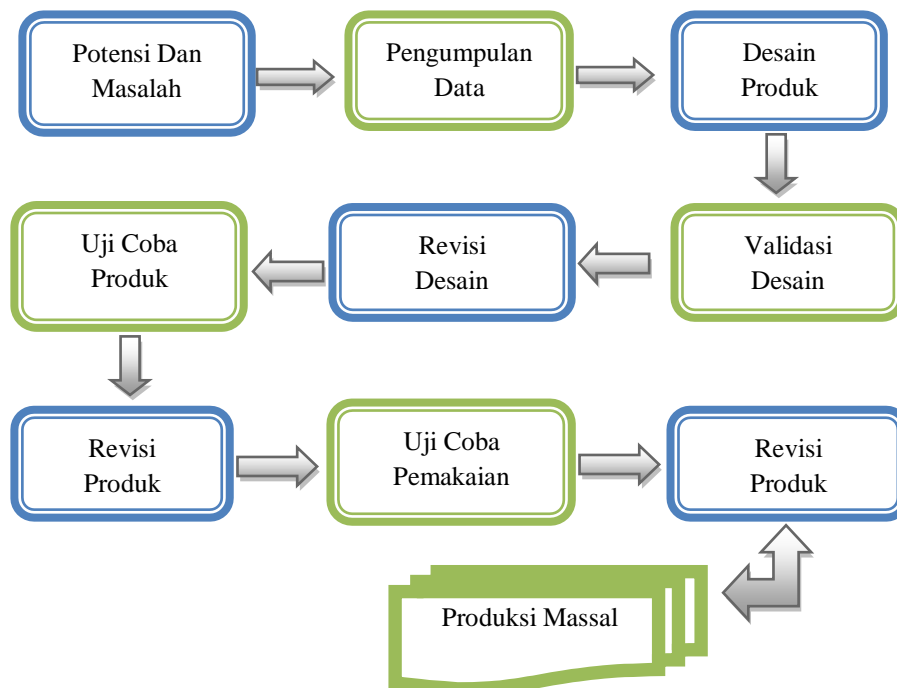 Potensi Dan
Masalah
Pengumpulan
Data
Desain
Produk
Validasi
Desain
Revisi
Desain
Uji Coba
Produk
Revisi
Produk
Uji Coba
Pemakaian
Revisi
Produk
Produksi Massal